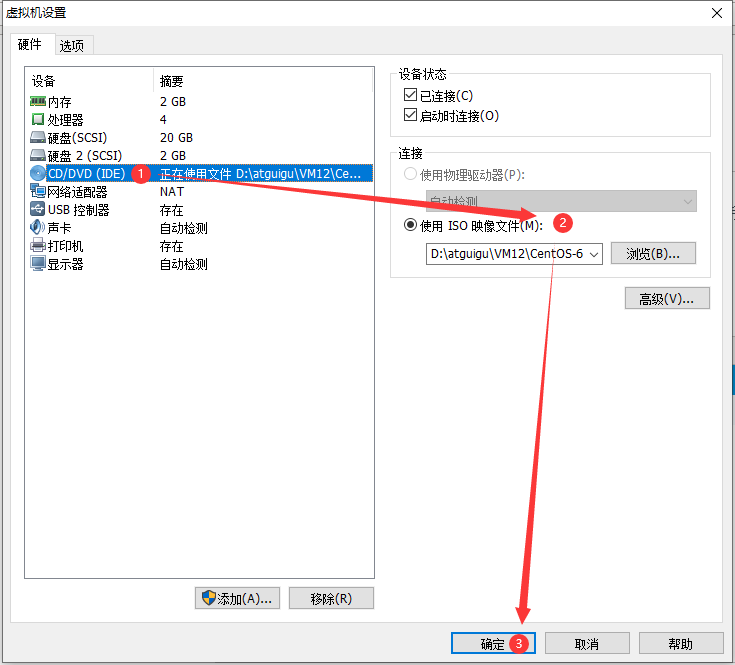 虚拟机设置
硬件 选项
设备 摘要
内存 2 GB
处理器 4
硬盘(SCSI) 20 GB
硬盘 2 (SCSI) 2 GB
CD/DVD (IDE) 1 正在使用文件 D:\atguigu\VM12\Ce...
网络适配器 NAT
USB 控制器 存在
声卡 自动检测
打印机 存在
显示器 自动检测
添加(A)... 移除(R)
设备状态
已连接(C)
启动时连接(O)
连接
使用物理驱动器(P):
自动检测
使用 ISO 映像文件(M): 2
D:\atguigu\VM12\CentOS-6 浏览(B)...
高级(V)...
确定 3 取消 帮助